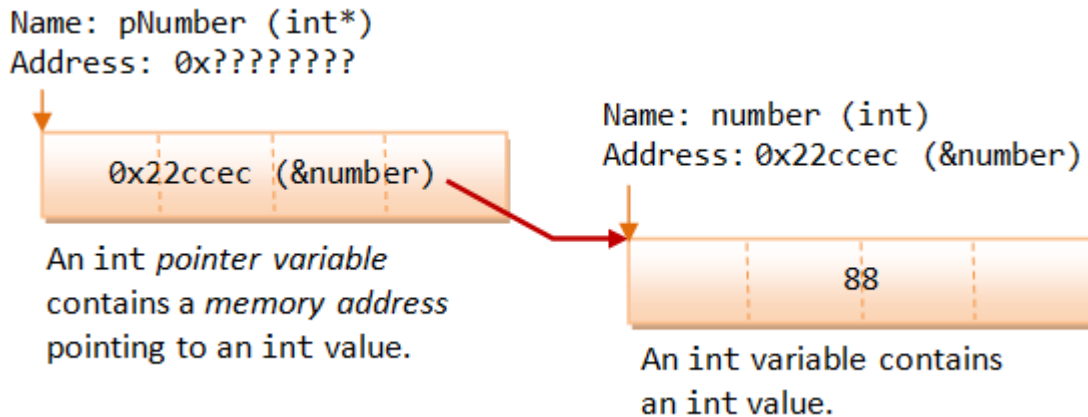 Name: pNumber (int*)
Address: 0x????????
0x22ccec (&number)
An int pointer variable
contains a memory address
pointing to an int value.
Name: number (int)
Address: 0x22ccec (&number)
88
An int variable contains
an int value.